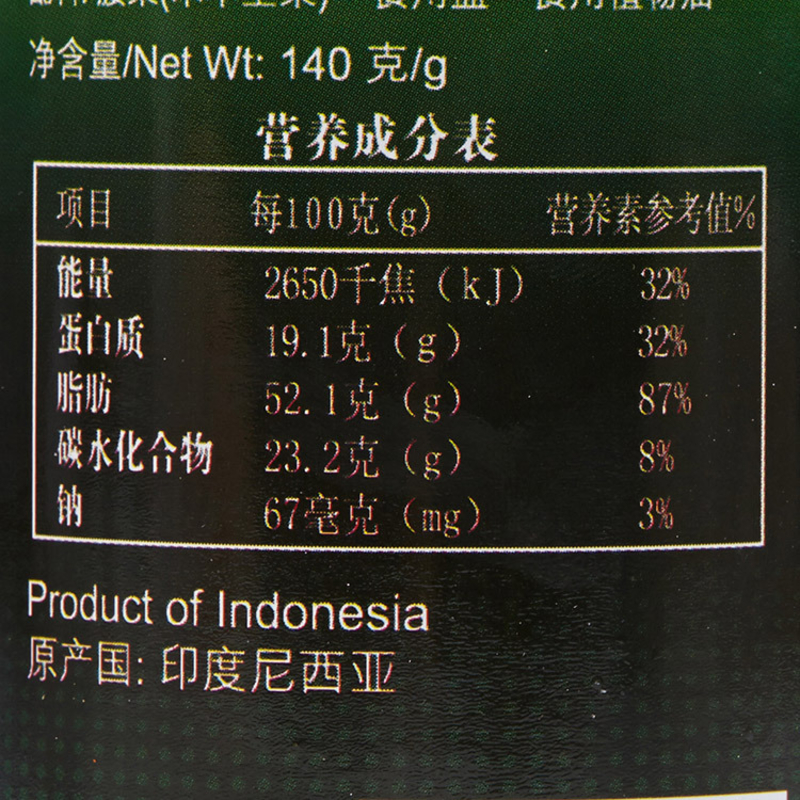 净含量/Net Wt: 140 克/g
营养成分表
项目 每100克(g) 营养素参考值%
能量 2650千焦（kJ） 32%
蛋白质 19.1克（g） 32%
脂肪 52.1克（g） 87%
碳水化合物 23.2克（g） 8%
钠 67毫克（mg） 3%
Product of Indonesia
原产国: 印度尼西亚